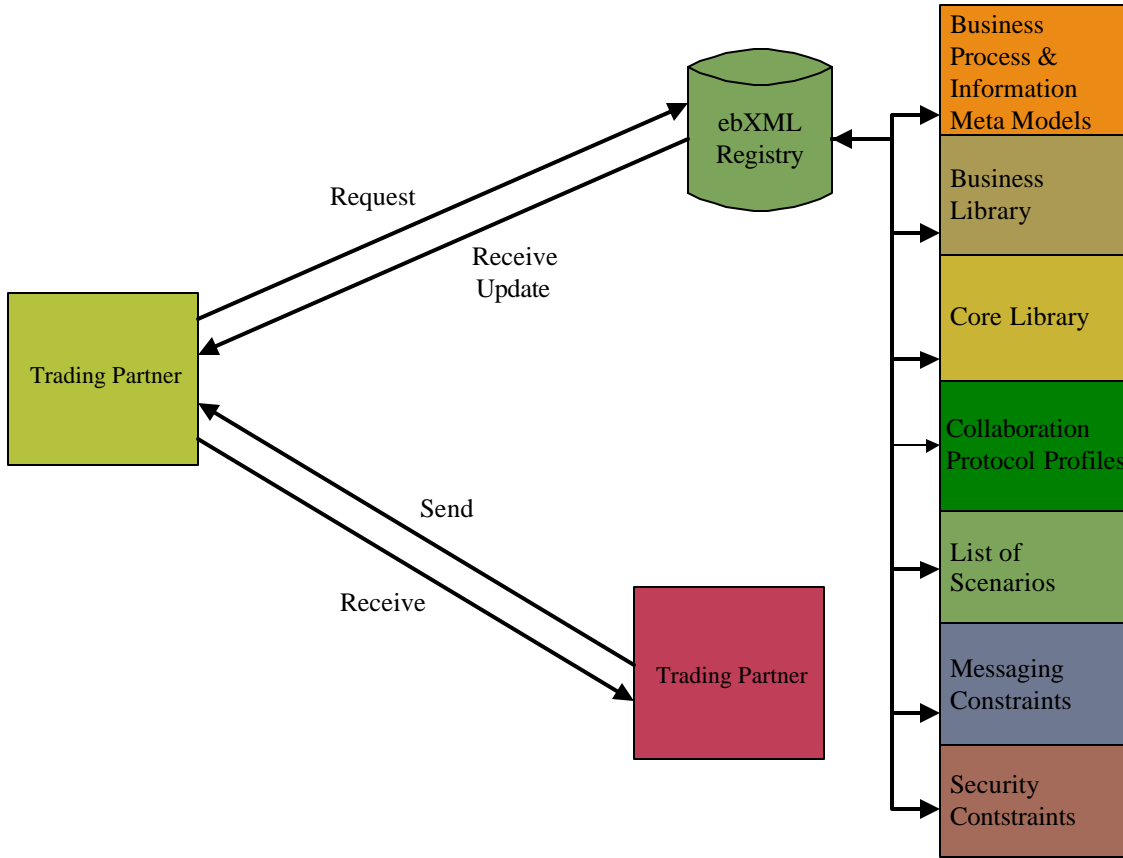 ebXML
Registry
Request
Receive
Update
Trading Partner
Send
Receive
Trading Partner
Business
Process &
Information
Meta Models
Business
Library
Core Library
Collaboration
Protocol Profiles
List of
Scenarios
Messaging
Constraints
Security
Contstraints